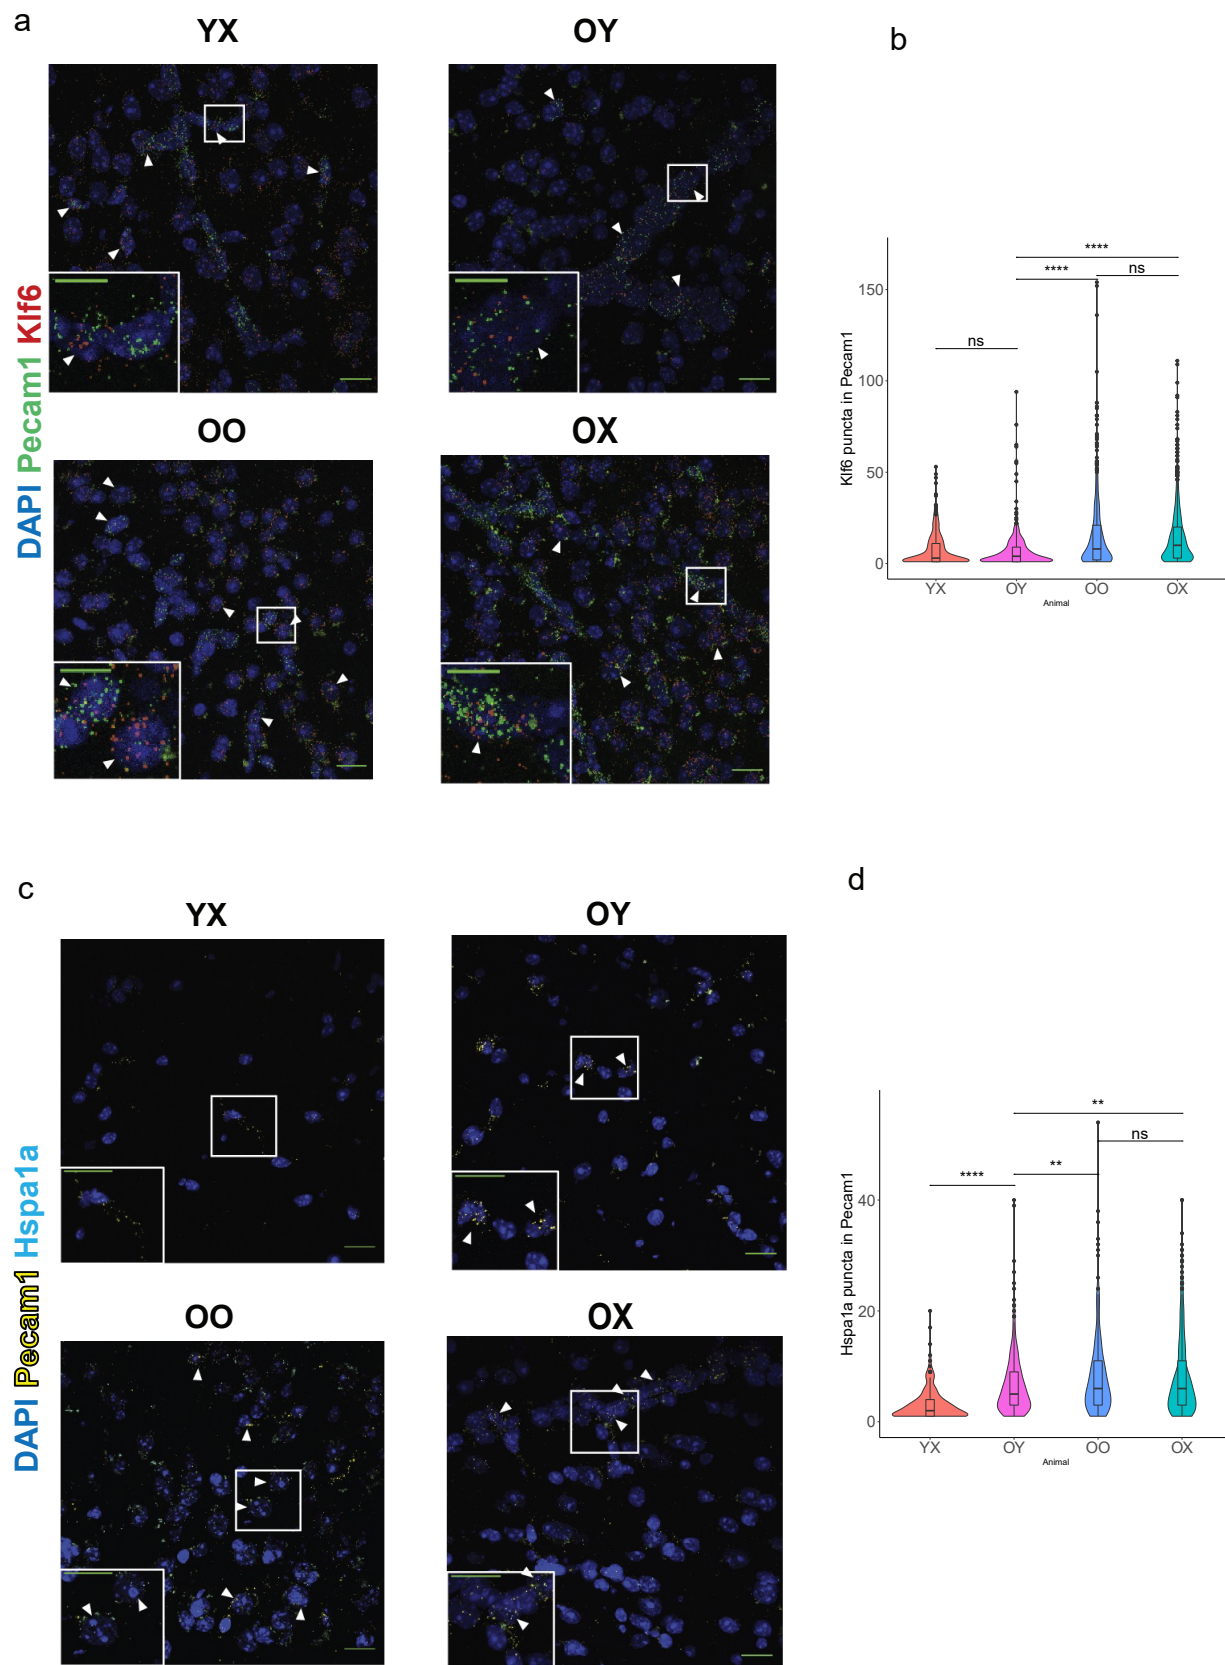 a
YX
OY
DAPI Pecam1 Klf6
OO
OX
b
Klf6 puncta in Pecam1
150
100
50
0
****
****
ns
ns
YX
OY
OO
OX
Animal
c
YX
OY
DAPI Pecam1 Hspa1a
OO
OX
d
Hspa1a puncta in Pecam1
40
20
0
**
ns
****
**
YX
OY
OO
OX
Animal